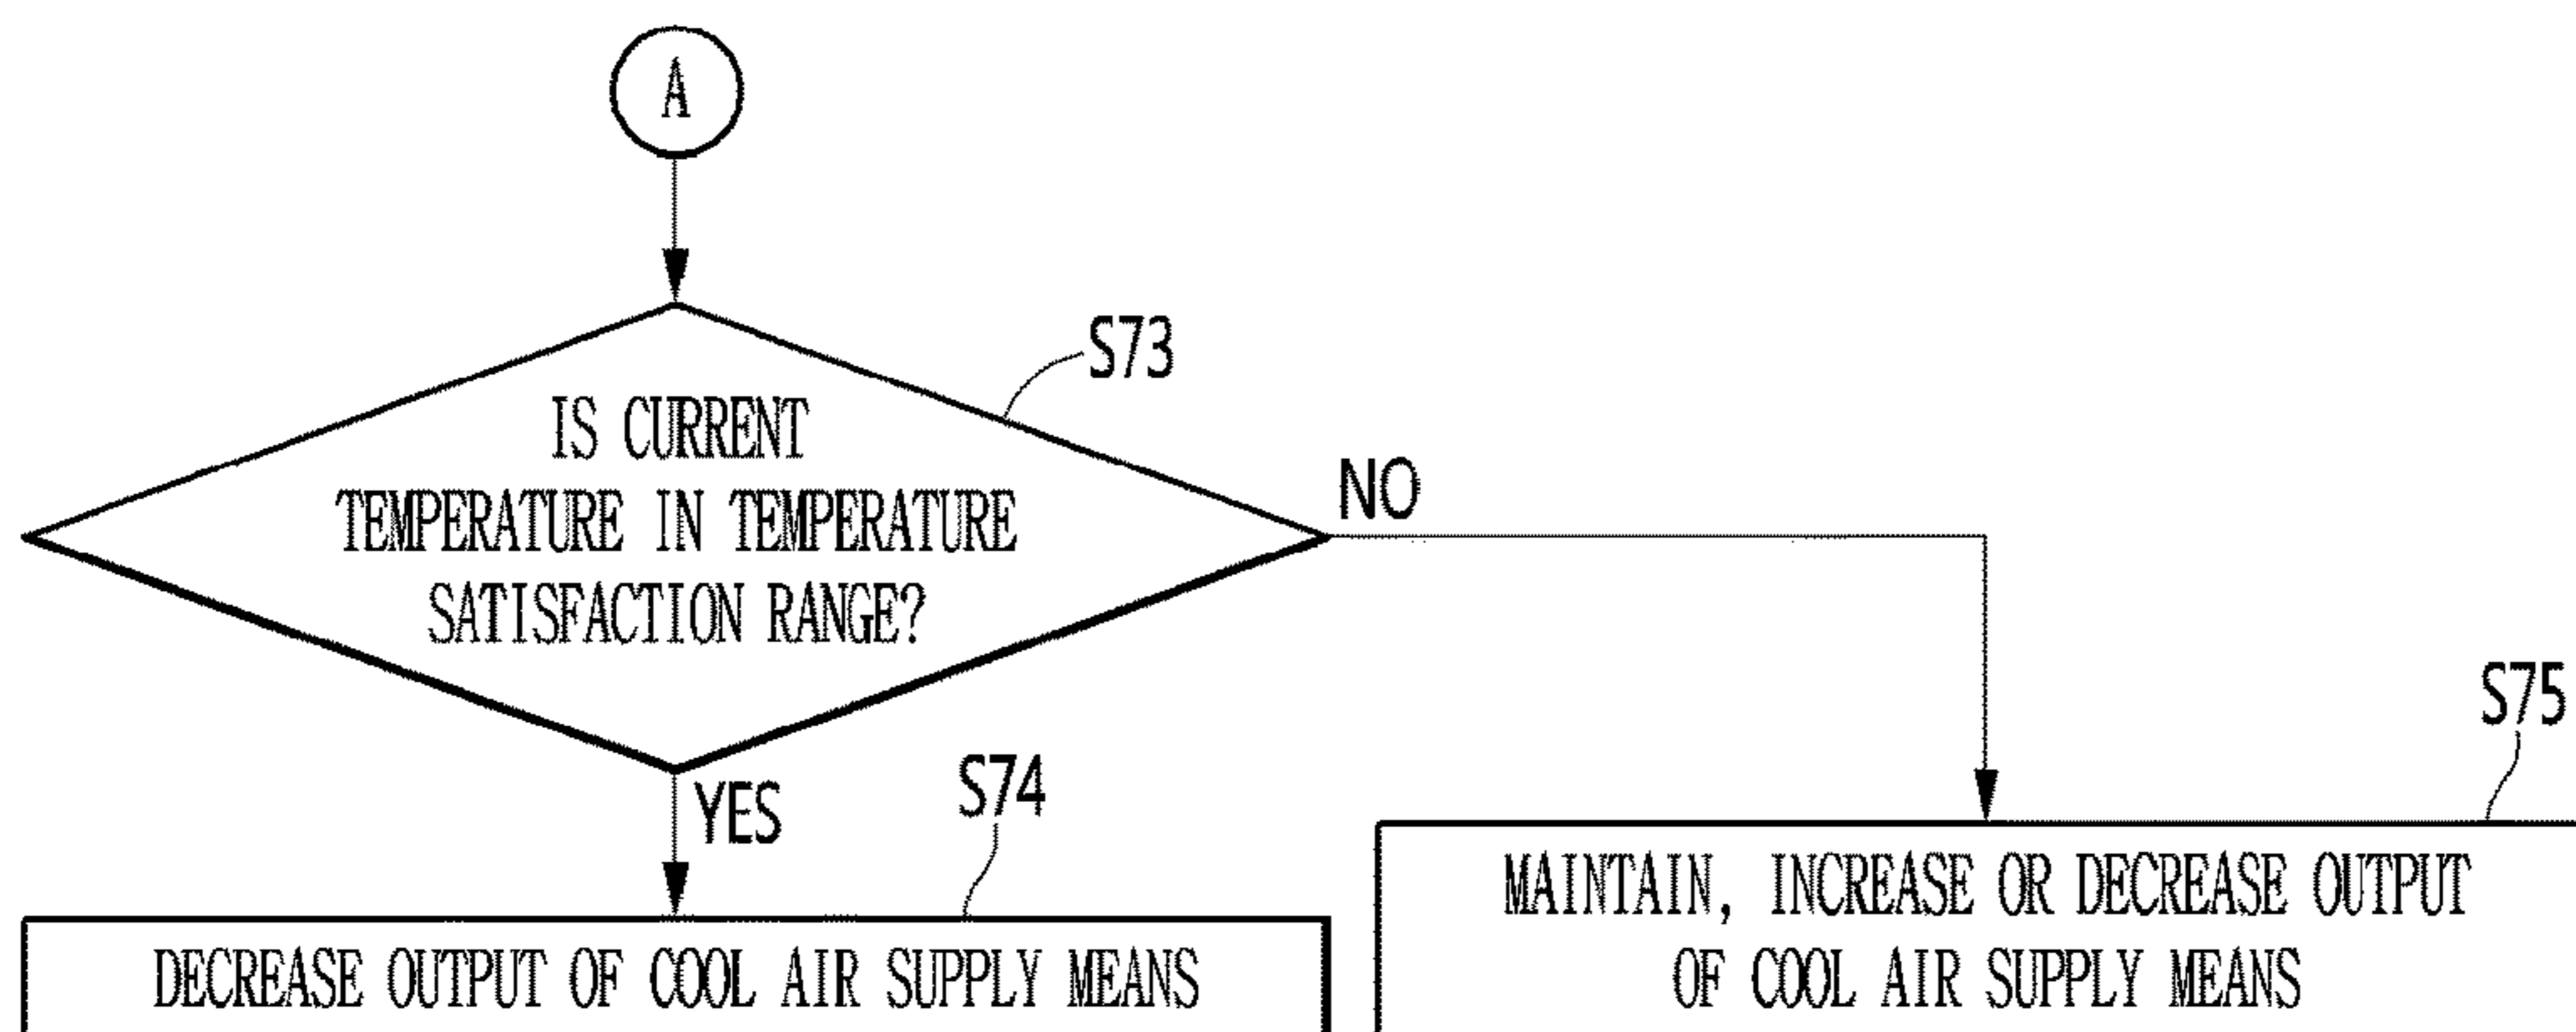 A
S73
IS CURRENT
TEMPERATURE IN TEMPERATURE
SATISFACTION RANGE?
NO
YES
S74
S75
DECREASE OUTPUT OF COOL AIR SUPPLY MEANS
MAINTAIN, INCREASE OR DECREASE OUTPUT
OF COOL AIR SUPPLY MEANS